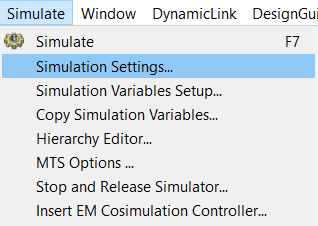 Simulate Window DynamicLink DesignGui
Simulate F7
Simulation Settings...
Simulation Variables Setup...
Copy Simulation Variables...
Hierarchy Editor...
MTS Options ...
Stop and Release Simulator...
Insert EM Cosimulation Controller...